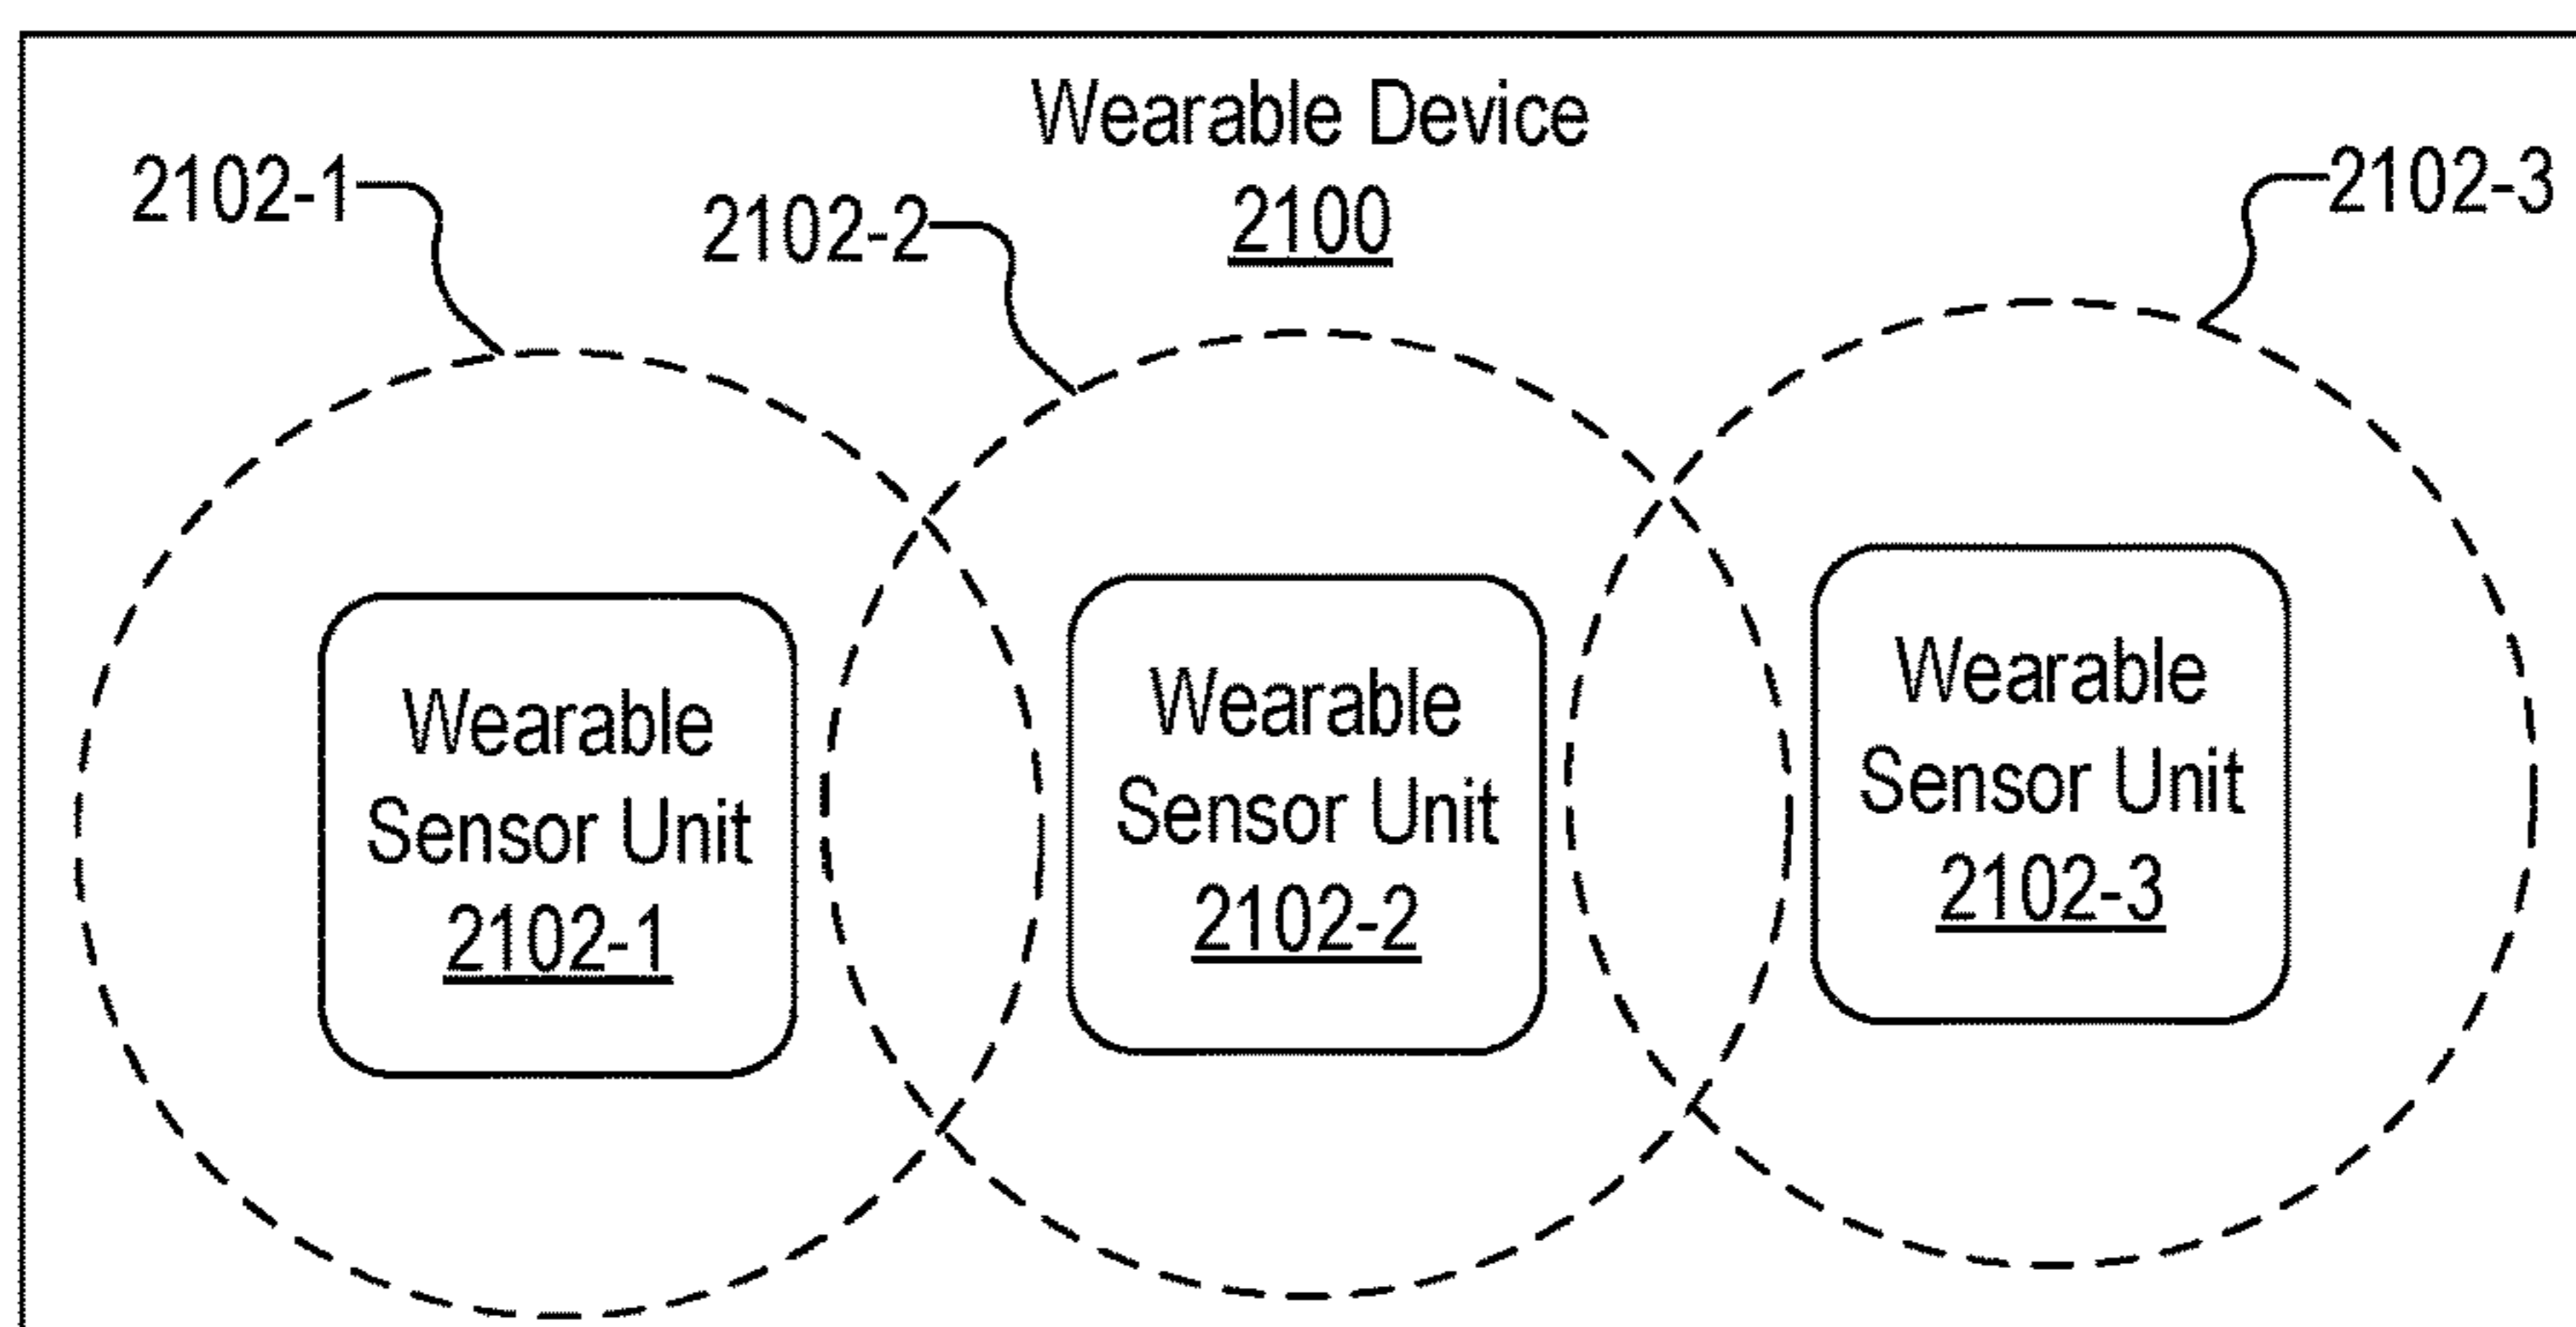 Wearable Device
2100
2102-1
2102-2
2102-3
Wearable
Sensor Unit
2102-1
Wearable
Sensor Unit
2102-2
Wearable
Sensor Unit
2102-3